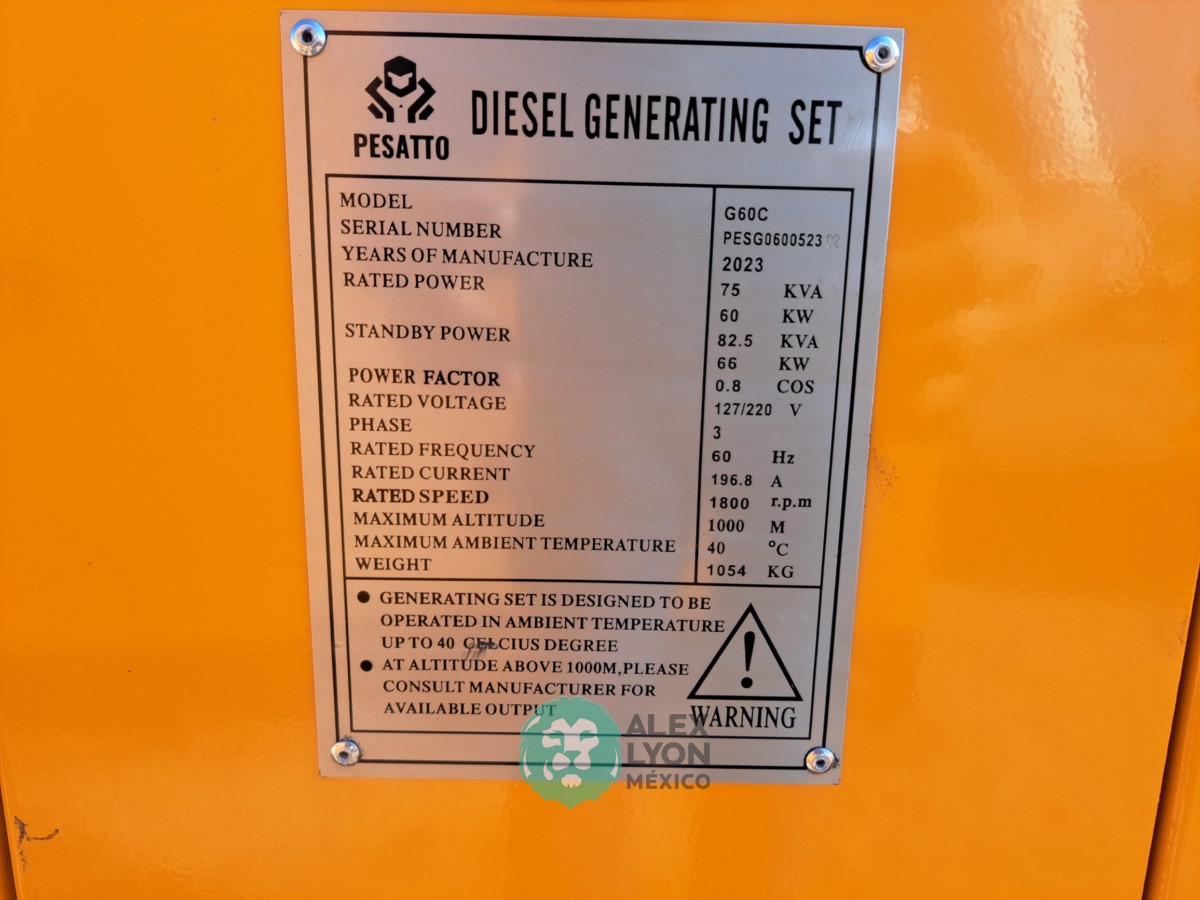 PESATTO
DIESEL GENERATING SET
MODEL G60C
SERIAL NUMBER PESG060052302
YEARS OF MANUFACTURE 2023
RATED POWER 75 KVA
60 KW
STANDBY POWER 82.5 KVA
66 KW
POWER FACTOR 0.8 COS
RATED VOLTAGE 127/220 V
PHASE 3
RATED FREQUENCY 60 Hz
RATED CURRENT 196.8 A
RATED SPEED 1800 r.p.m
MAXIMUM ALTITUDE 1000 M
MAXIMUM AMBIENT TEMPERATURE 40 °C
WEIGHT 1054 KG
● GENERATING SET IS DESIGNED TO BE
OPERATED IN AMBIENT TEMPERATURE
UP TO 40 CELCIUS DEGREE
● AT ALTITUDE ABOVE 1000M,PLEASE
CONSULT MANUFACTURER FOR
AVAILABLE OUTPUT
! WARNING
ALEX
LYON
MÉXICO